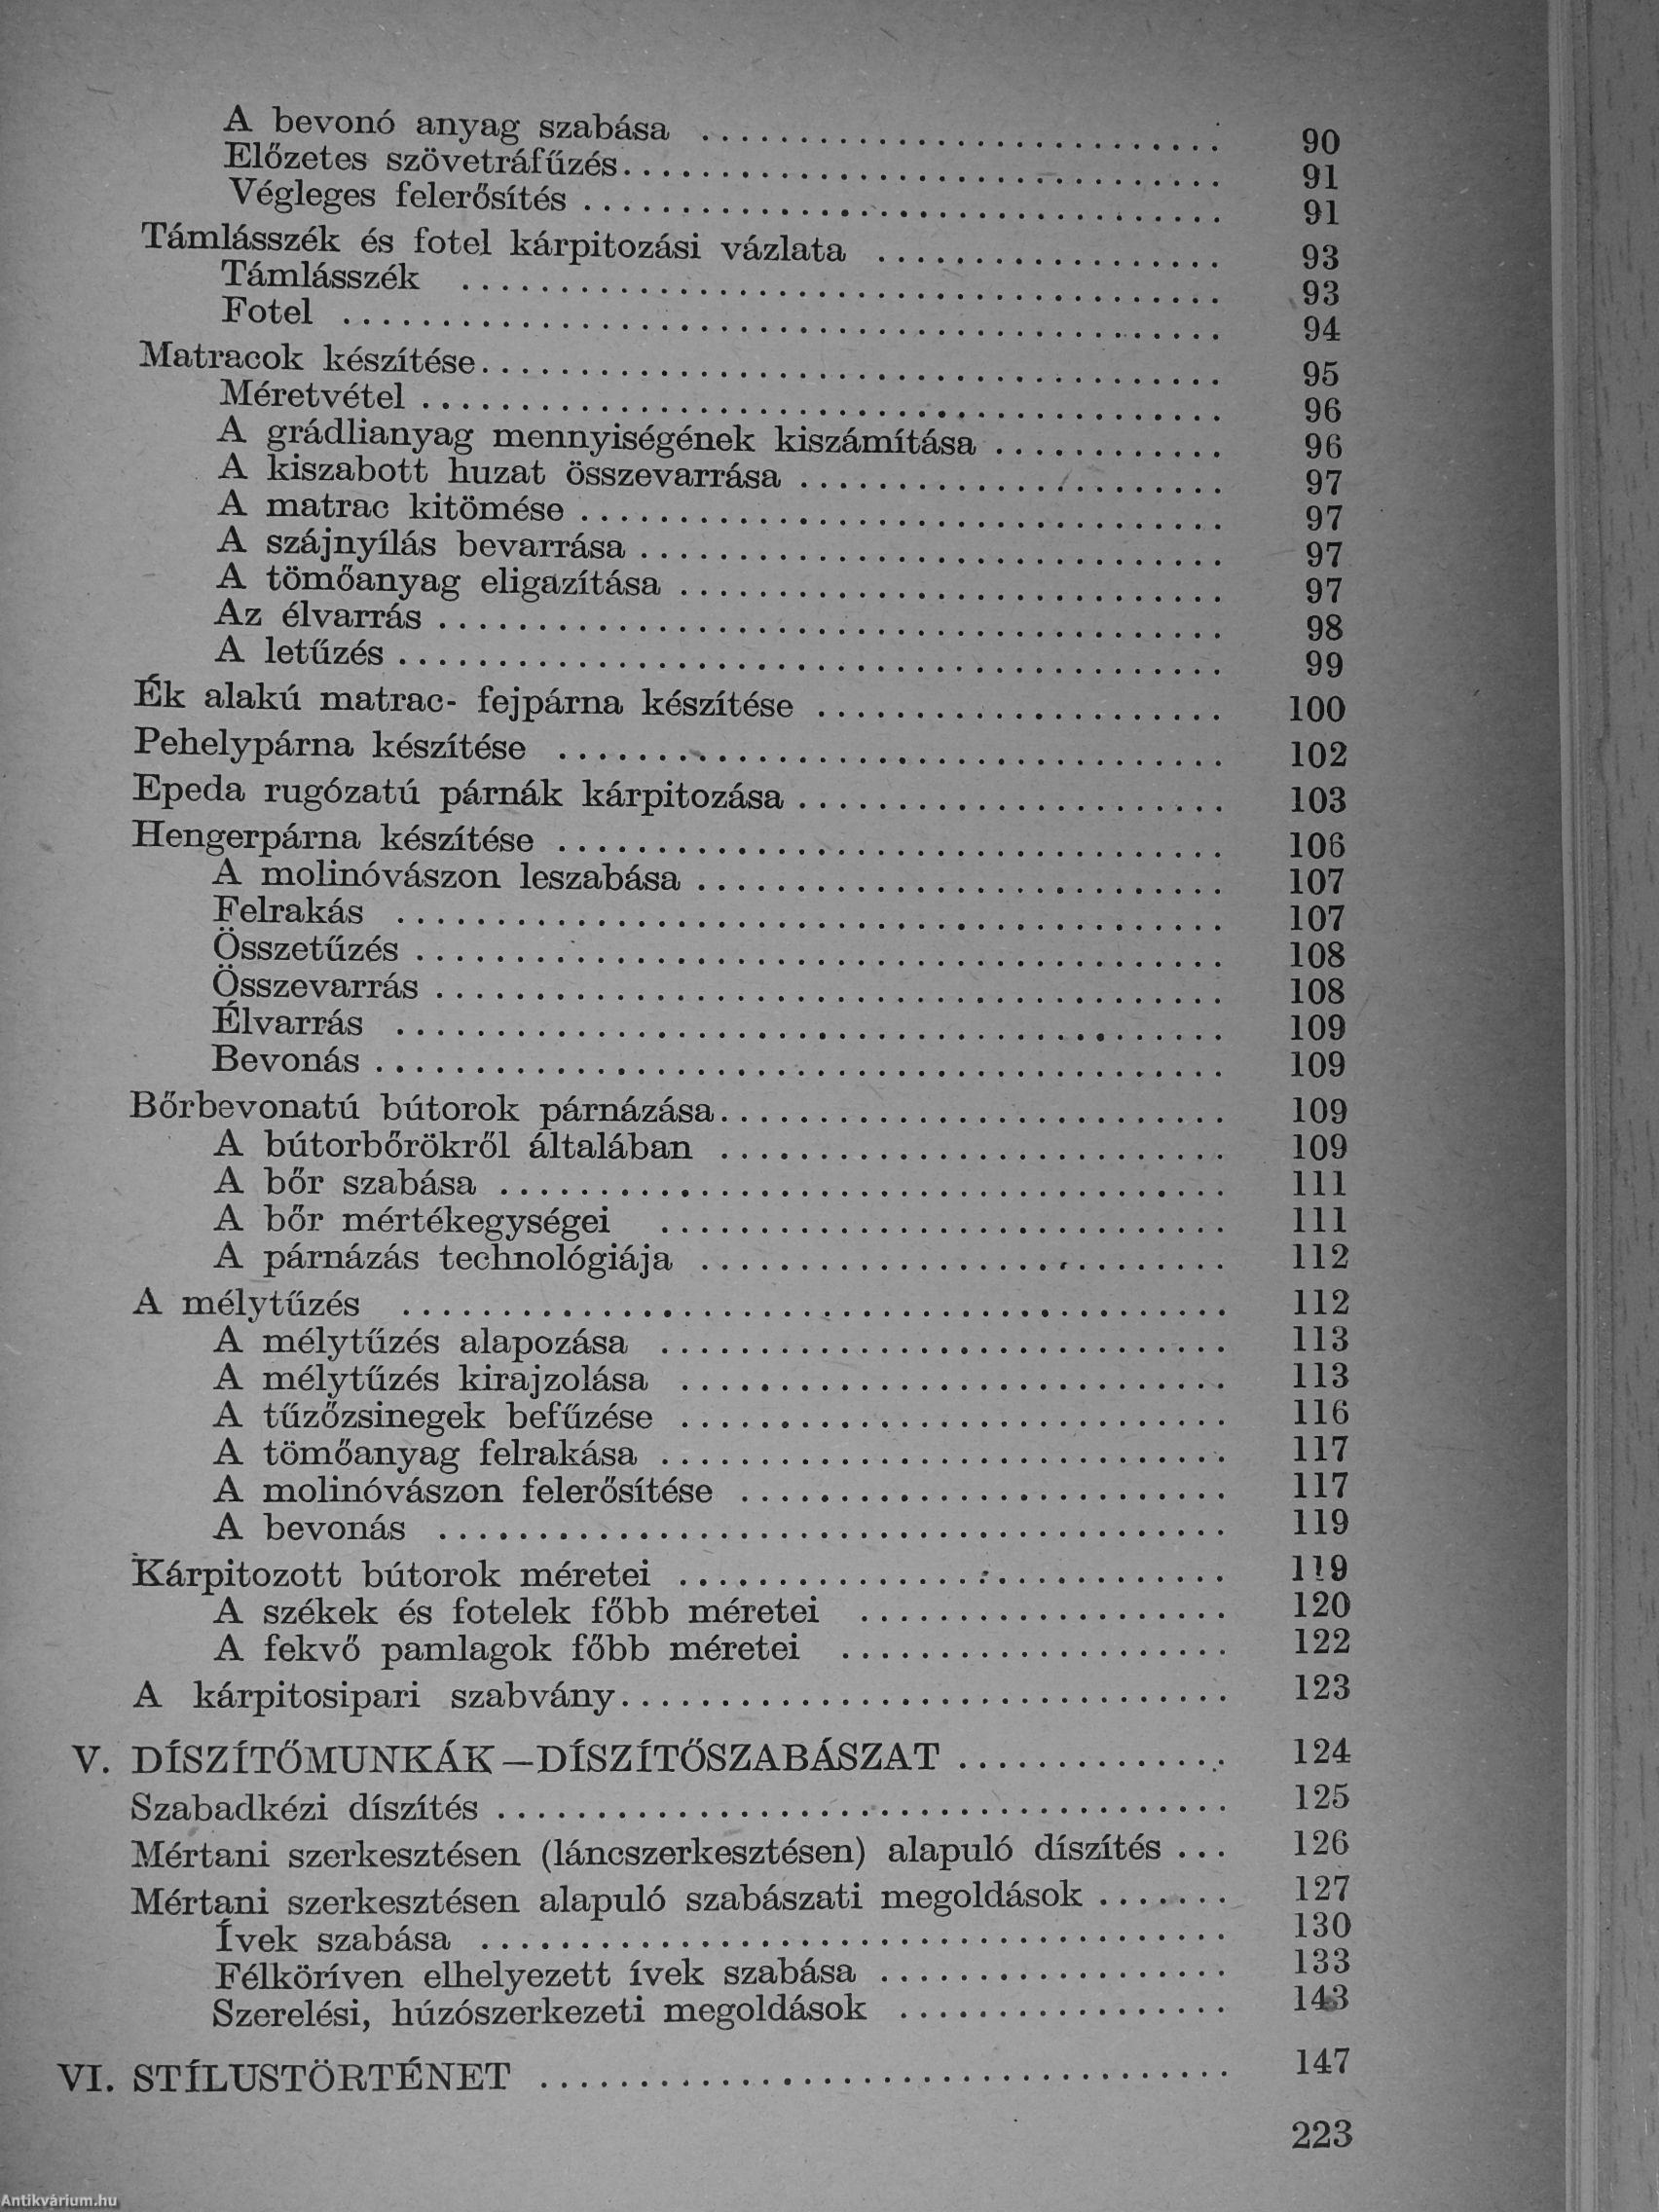 A bevonó anyag szabása .......................... 90
Előzetes szövetráfűzés.............................. 91
Végleges felerősítés ................................ 91
Támlásszék és fotel kárpitozási vázlata .................. 93
Támlásszék ...................................... 93
Fotel ............................................ 94
Matracok készítése..................................... 95
Méretvétel ........................................ 96
A grádlianyag mennyiségének kiszámítása ............ 96
A kiszabott huzat összevarrása ...................... 97
A matrac kitömése ................................ 97
A szájnyílás bevarrása .............................. 97
A tömőanyag eligazítása ............................ 97
Az élvarrás ........................................ 98
A letűzés .......................................... 99
Ék alakú matrac- fejpárna készítése ..................... 100
Pehelypárna készítése .................................. 102
Epeda rugózatú párnák kárpitozása ...................... 103
Hengerpárna készítése .................................. 106
A molinóvászon leszabása ........................... 107
Felrakás .......................................... 107
Összetűzés ......................................... 108
Összevarrás ........................................ 108
Élvarrás .......................................... 109
Bevonás ........................................... 109
Bőrbevonatú bútorok párnázása.......................... 109
A bútorbőrökről általában .......................... 109
A bőr szabása ..................................... 111
A bőr mértékegységei ............................. 111
A párnázás technológiája ........................... 112
A mélytűzés .......................................... 112
A mélytűzés alapozása ............................. 113
A mélytűzés kirajzolása ............................ 113
A tűzőzsinegek befűzése ............................ 116
A tömőanyag felrakása ............................. 117
A molinóvászon felerősítése ......................... 117
A bevonás ........................................ 119
Kárpitozott bútorok méretei ............................ 119
A székek és fotelek főbb méretei ................... 120
A fekvő pamlagok főbb méretei .................... 122
A kárpitosipari szabvány............................... 123
V. DÍSZÍTŐMUNKÁK—DÍSZÍTŐSZABÁSZAT .............. 124
Szabadkézi díszítés ..................................... 125
Mértani szerkesztésen (láncszerkesztésen) alapuló díszítés ... 126
Mértani szerkesztésen alapuló szabászati megoldások ....... 127
Ívek szabása ...................................... 130
Félköríven elhelyezett ívek szabása .................. 133
Szerelési, húzószerkezeti megoldások ................. 143
VI. STÍLUSTÖRTÉNET ................................... 147
223
Antikvárium.hu